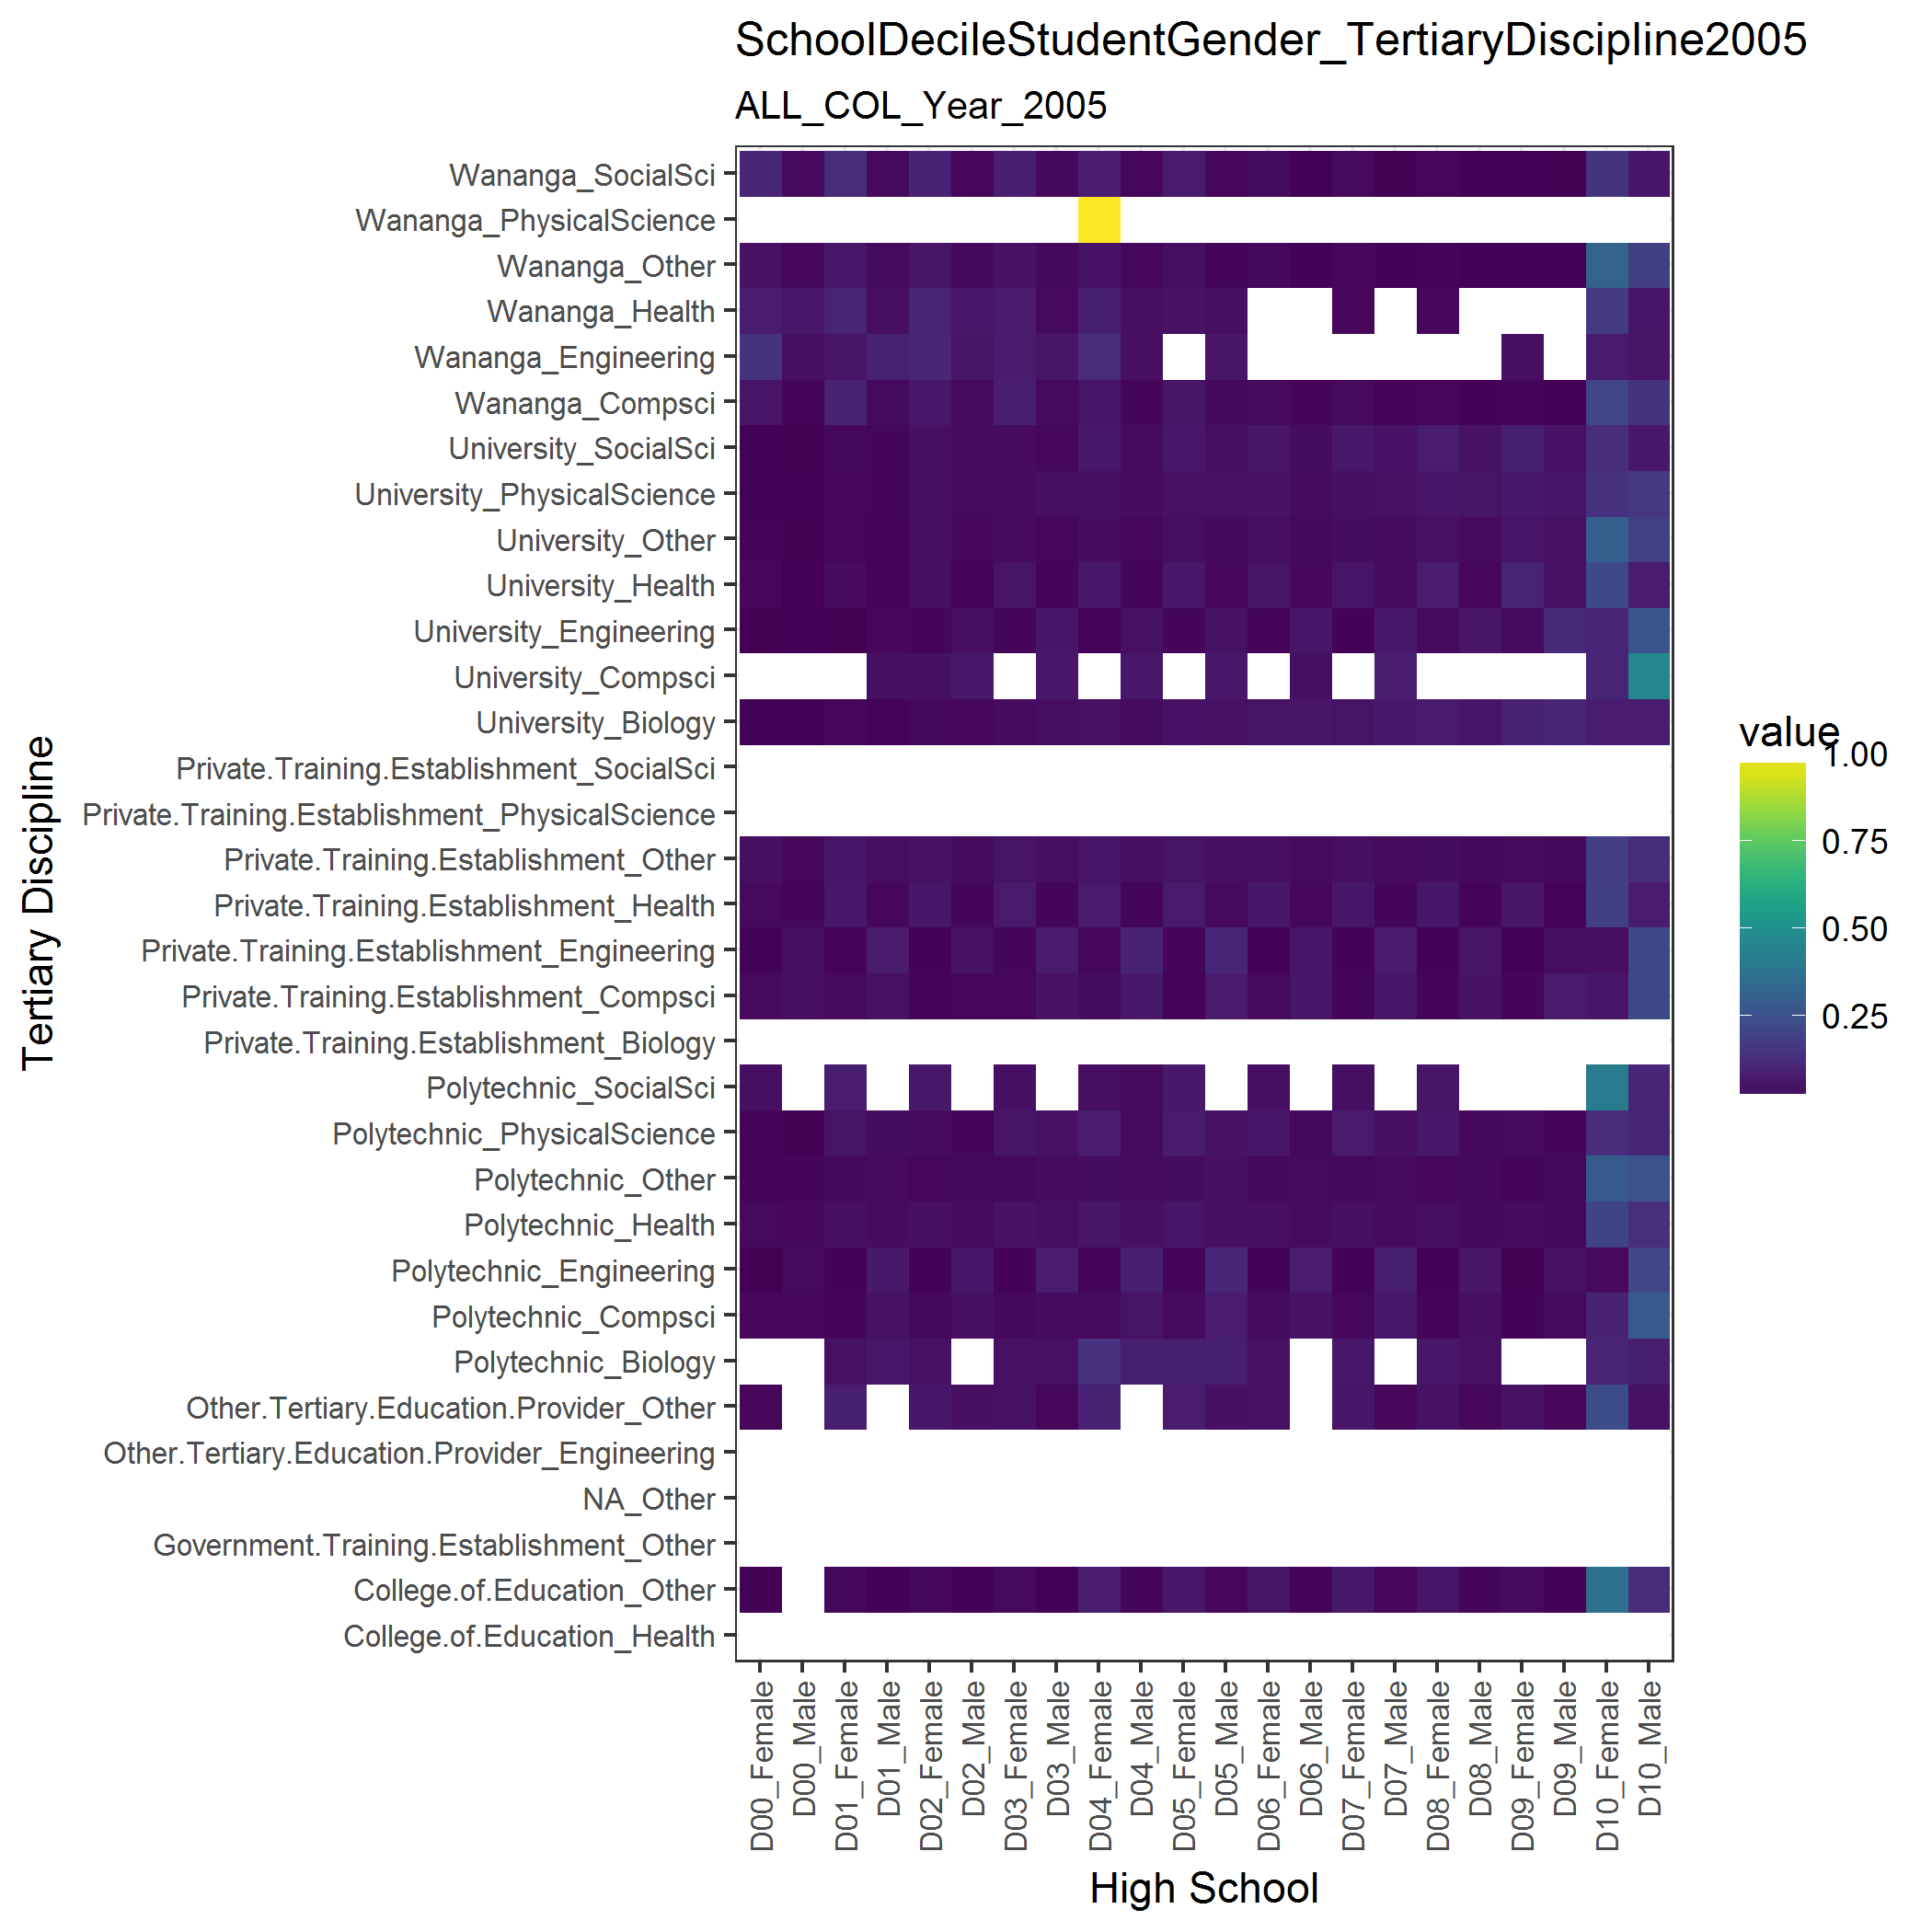 SchoolDecileStudentGender_TertiaryDiscipline2005
ALL_COL_Year_2005
Wananga_SocialSci
Wananga_PhysicalScience
Wananga_Other
Wananga_Health
Wananga_Engineering
Wananga_Compsci
University_SocialSci
University_PhysicalScience
University_Other
University_Health
University_Engineering
University_Compsci
University_Biology
Private.Training.Establishment_SocialSci
Private.Training.Establishment_PhysicalScience
Private.Training.Establishment_Other
Private.Training.Establishment_Health
Private.Training.Establishment_Engineering
Private.Training.Establishment_Compsci
Private.Training.Establishment_Biology
Polytechnic_SocialSci
Polytechnic_PhysicalScience
Polytechnic_Other
Polytechnic_Health
Polytechnic_Engineering
Polytechnic_Compsci
Polytechnic_Biology
Other.Tertiary.Education.Provider_Other
Other.Tertiary.Education.Provider_Engineering
NA_Other
Government.Training.Establishment_Other
College.of.Education_Other
College.of.Education_Health
Tertiary Discipline
D00_Female
D00_Male
D01_Female
D01_Male
D02_Female
D02_Male
D03_Female
D03_Male
D04_Female
D04_Male
D05_Female
D05_Male
D06_Female
D06_Male
D07_Female
D07_Male
D08_Female
D08_Male
D09_Female
D09_Male
D10_Female
D10_Male
High School
value
1.00
0.75
0.50
0.25